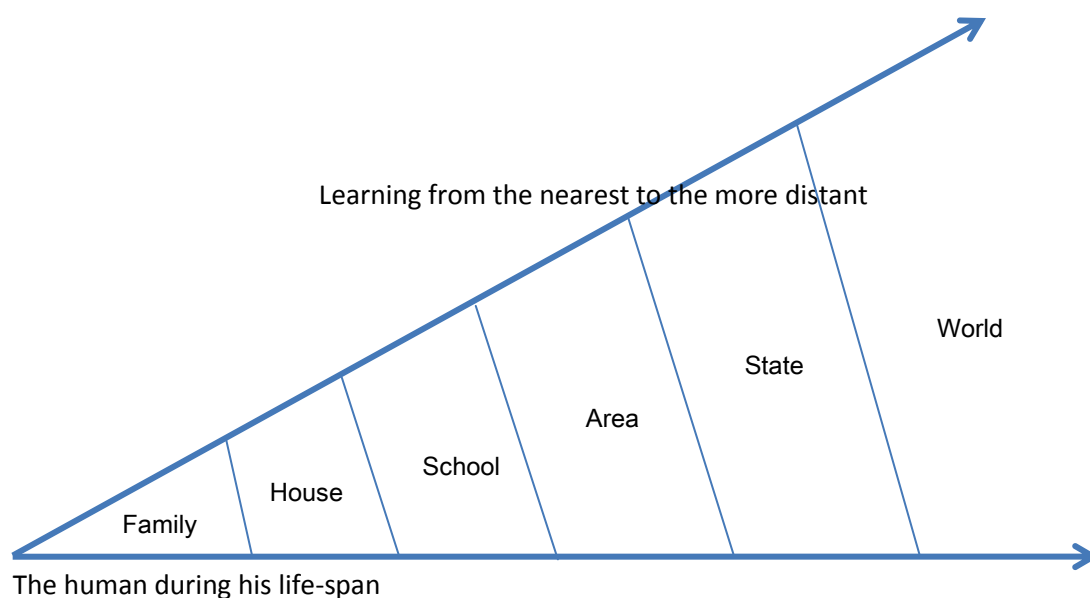 Learning from the nearest to the more distant
World
State
Area
School
House
Family
The human during his life-span